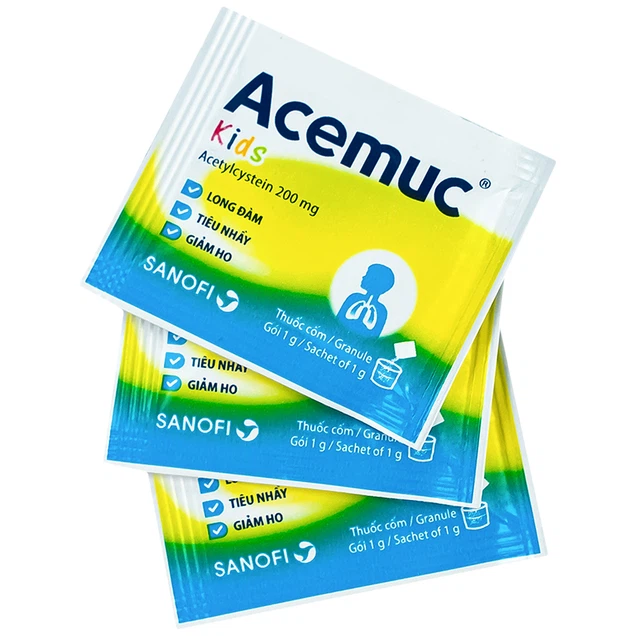 Acemuc®
Kids
Acetylcystein 200 mg
LONG ĐÀM
TIÊU NHẦY
GIẢM HO
SANOFI
Thuốc cốm / Granule
Gói 1 g / Sachet of 1 g
TIÊU NHẦY
GIẢM HO
SANOFI
Thuốc cốm / Granule
Gói 1 g / Sachet of 1 g
TIÊU NHẦY
GIẢM HO
SANOFI
Thuốc cốm / Granule
Gói 1 g / Sachet of 1 g